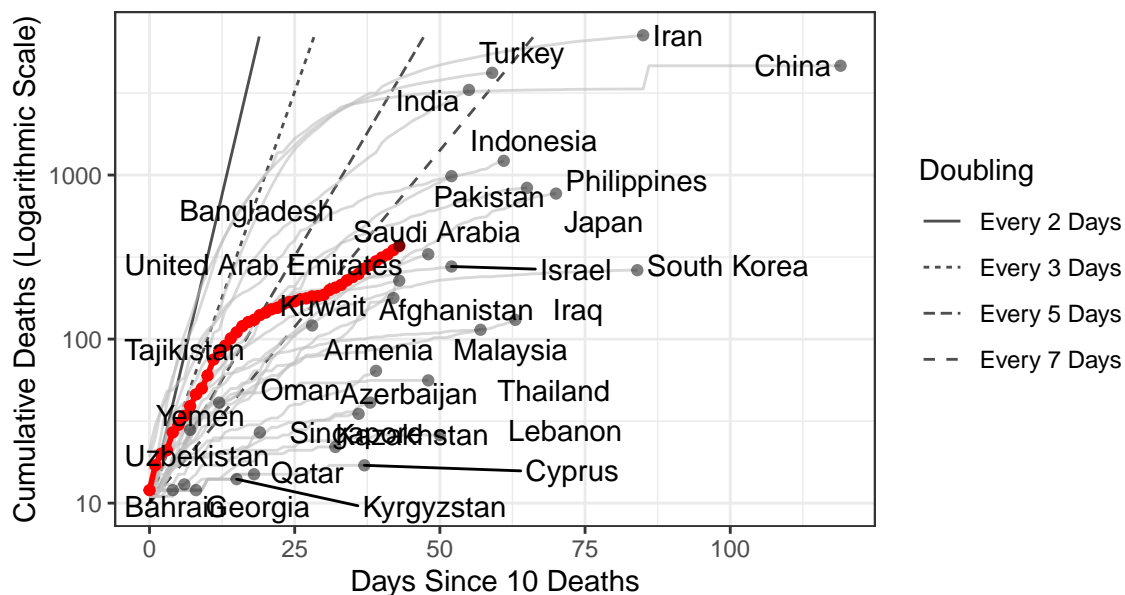 Cumulative Deaths (Logarithmic Scale)
Iran
Turkey
China
India
Indonesia
1000
Philippines
Pakistan
Bangladesh
Japan
Saudi Arabia
United Arab Emirates
Israel
South Korea
Kuwait
Afghanistan
Iraq
100
Tajikistan
Armenia
Malaysia
Oman
Azerbaijan
Thailand
Yemen
Singapore
Kazakhstan
Lebanon
Uzbekistan
Qatar
Cyprus
10
Bahrain
Georgia
Kyrgyzstan
0 25 50 75 100
Days Since 10 Deaths
Doubling
Every 2 Days
Every 3 Days
Every 5 Days
Every 7 Days